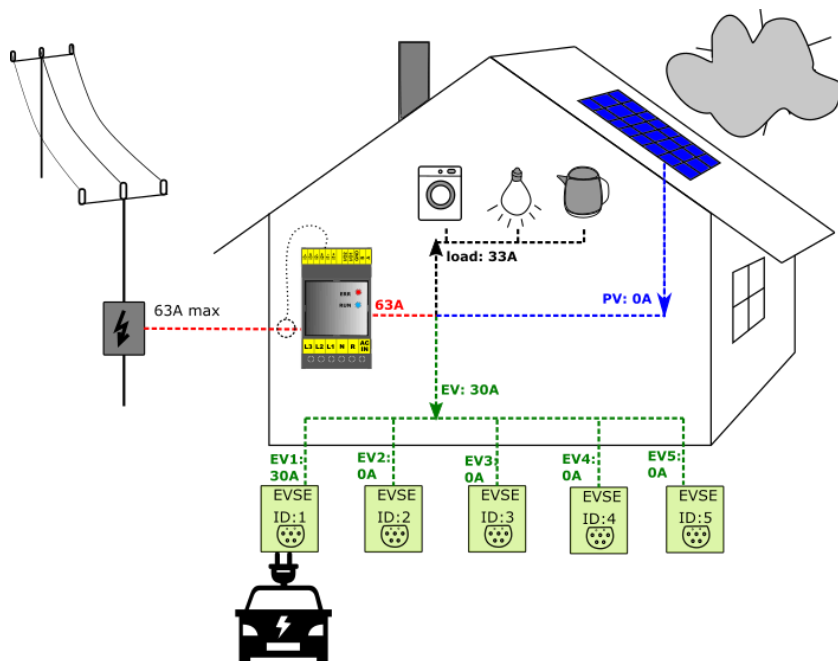 load: 33A
ERR
RUN
63A max
63A
PV: 0A
L3 L2 L1 N R AC IN
EV: 30A
EV1: 30A
EV2: 0A
EV3: 0A
EV4: 0A
EV5: 0A
EVSE ID:1
EVSE ID:2
EVSE ID:3
EVSE ID:4
EVSE ID:5